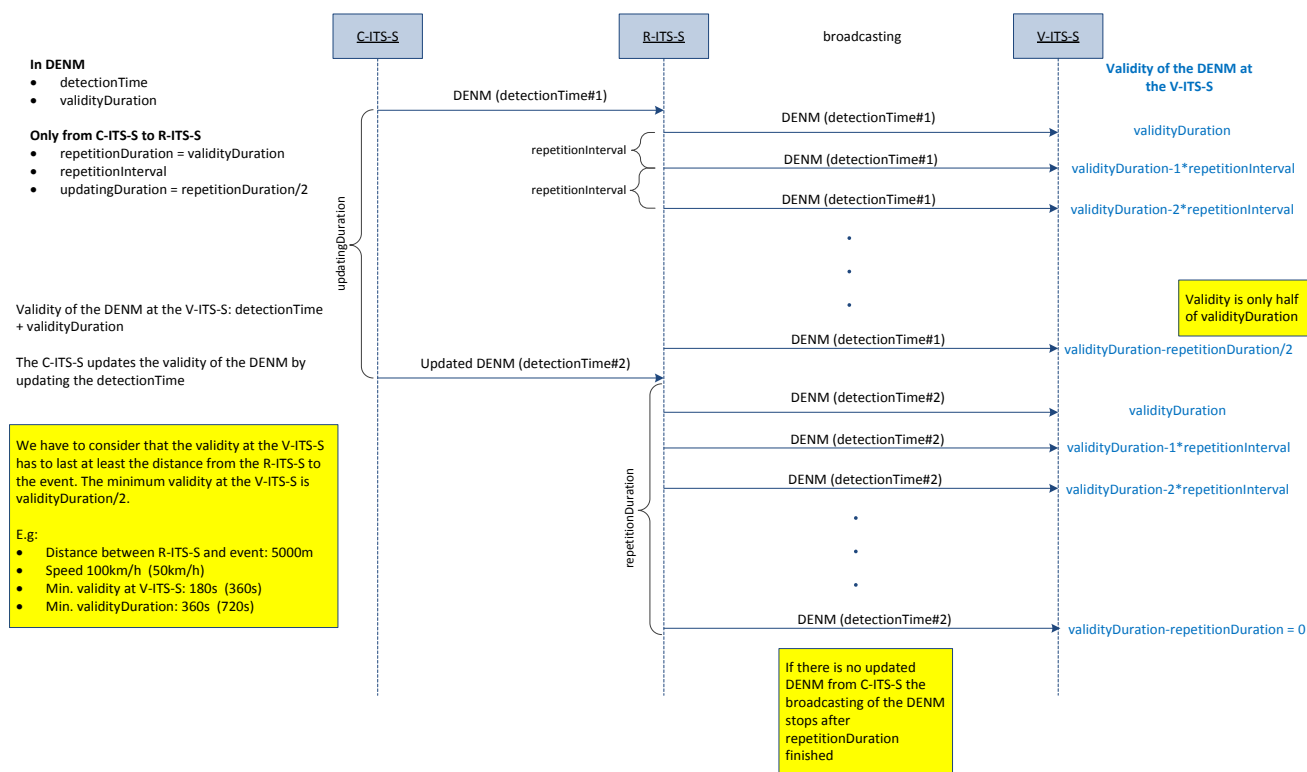 C-ITS-S
R-ITS-S
broadcasting
V-ITS-S
In DENM
• detectionTime
• validityDuration
Only from C-ITS-S to R-ITS-S
• repetitionDuration = validityDuration
• repetitionInterval
• updatingDuration = repetitionDuration/2
Validity of the DENM at
the V-ITS-S
DENM (detectionTime#1)
DENM (detectionTime#1)
validityDuration
repetitionInterval
DENM (detectionTime#1)
validityDuration-1*repetitionInterval
repetitionInterval
DENM (detectionTime#1)
validityDuration-2*repetitionInterval
updatingDuration
Validity of the DENM at the V-ITS-S: detectionTime
+ validityDuration
The C-ITS-S updates the validity of the DENM by
updating the detectionTime
Validity is only half
of validityDuration
DENM (detectionTime#1)
validityDuration-repetitionDuration/2
Updated DENM (detectionTime#2)
DENM (detectionTime#2)
validityDuration
DENM (detectionTime#2)
validityDuration-1*repetitionInterval
DENM (detectionTime#2)
validityDuration-2*repetitionInterval
repetitionDuration
We have to consider that the validity at the V-ITS-S
has to last at least the distance from the R-ITS-S to
the event. The minimum validity at the V-ITS-S is
validityDuration/2.
E.g:
• Distance between R-ITS-S and event: 5000m
• Speed 100km/h (50km/h)
• Min. validity at V-ITS-S: 180s (360s)
• Min. validityDuration: 360s (720s)
DENM (detectionTime#2)
validityDuration-repetitionDuration = 0
If there is no updated
DENM from C-ITS-S the
broadcasting of the DENM
stops after
repetitionDuration
finished